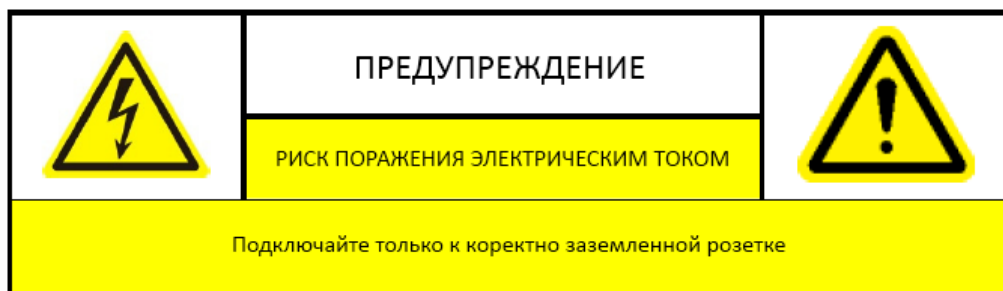 ПРЕДУПРЕЖДЕНИЕ
РИСК ПОРАЖЕНИЯ ЭЛЕКТРИЧЕСКИМ ТОКОМ
Подключайте только к коректно заземленной розетке